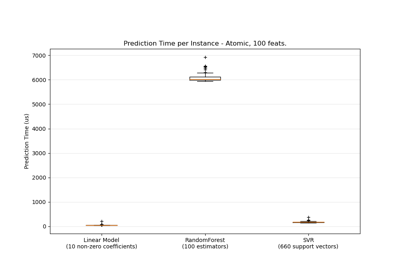 Prediction Time per Instance - Atomic, 100 feats.
Prediction Time (us)
7000
6000
5000
4000
3000
2000
1000
0
Linear Model
(10 non-zero coefficients)
RandomForest
(100 estimators)
SVR
(660 support vectors)